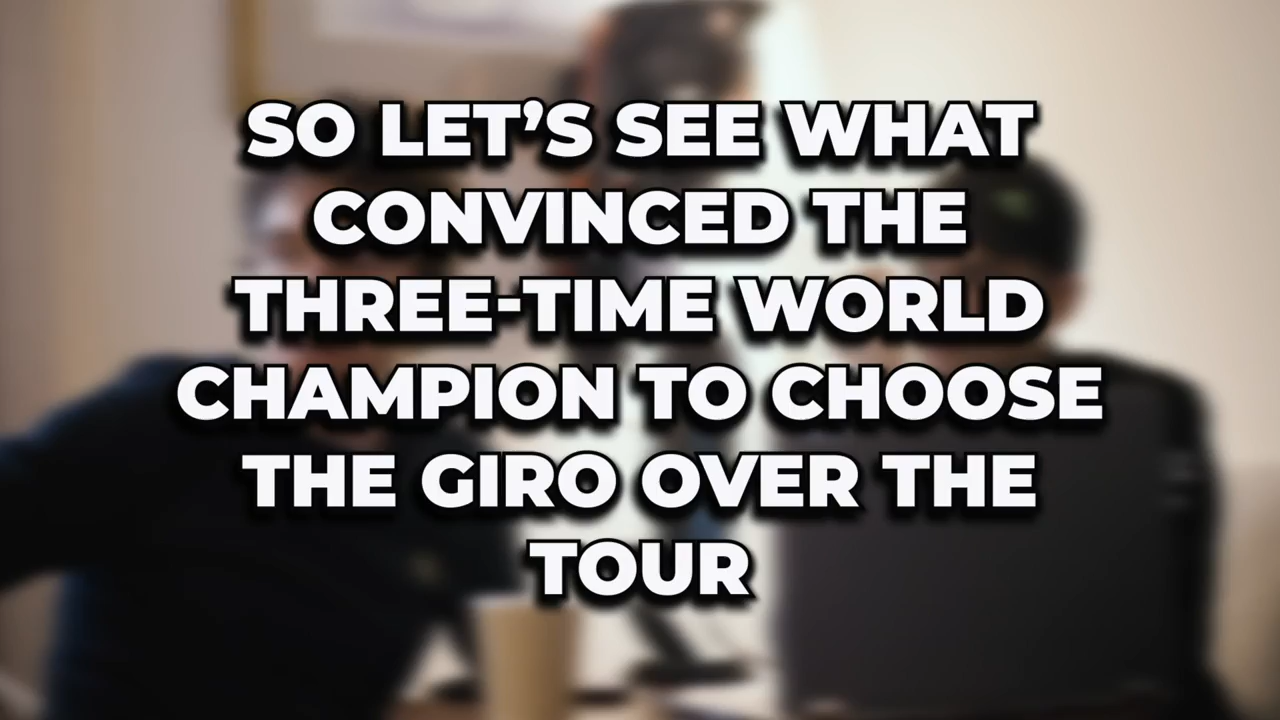 SO LET’S SEE WHAT
CONVINCED THE
THREE-TIME WORLD
CHAMPION TO CHOOSE
THE GIRO OVER THE
TOUR